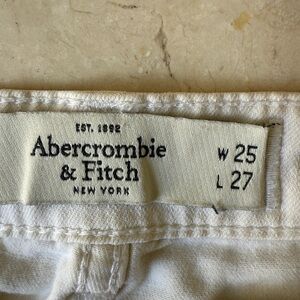 EST. 1892
Abercrombie
& Fitch
NEW YORK
W 25
L 27